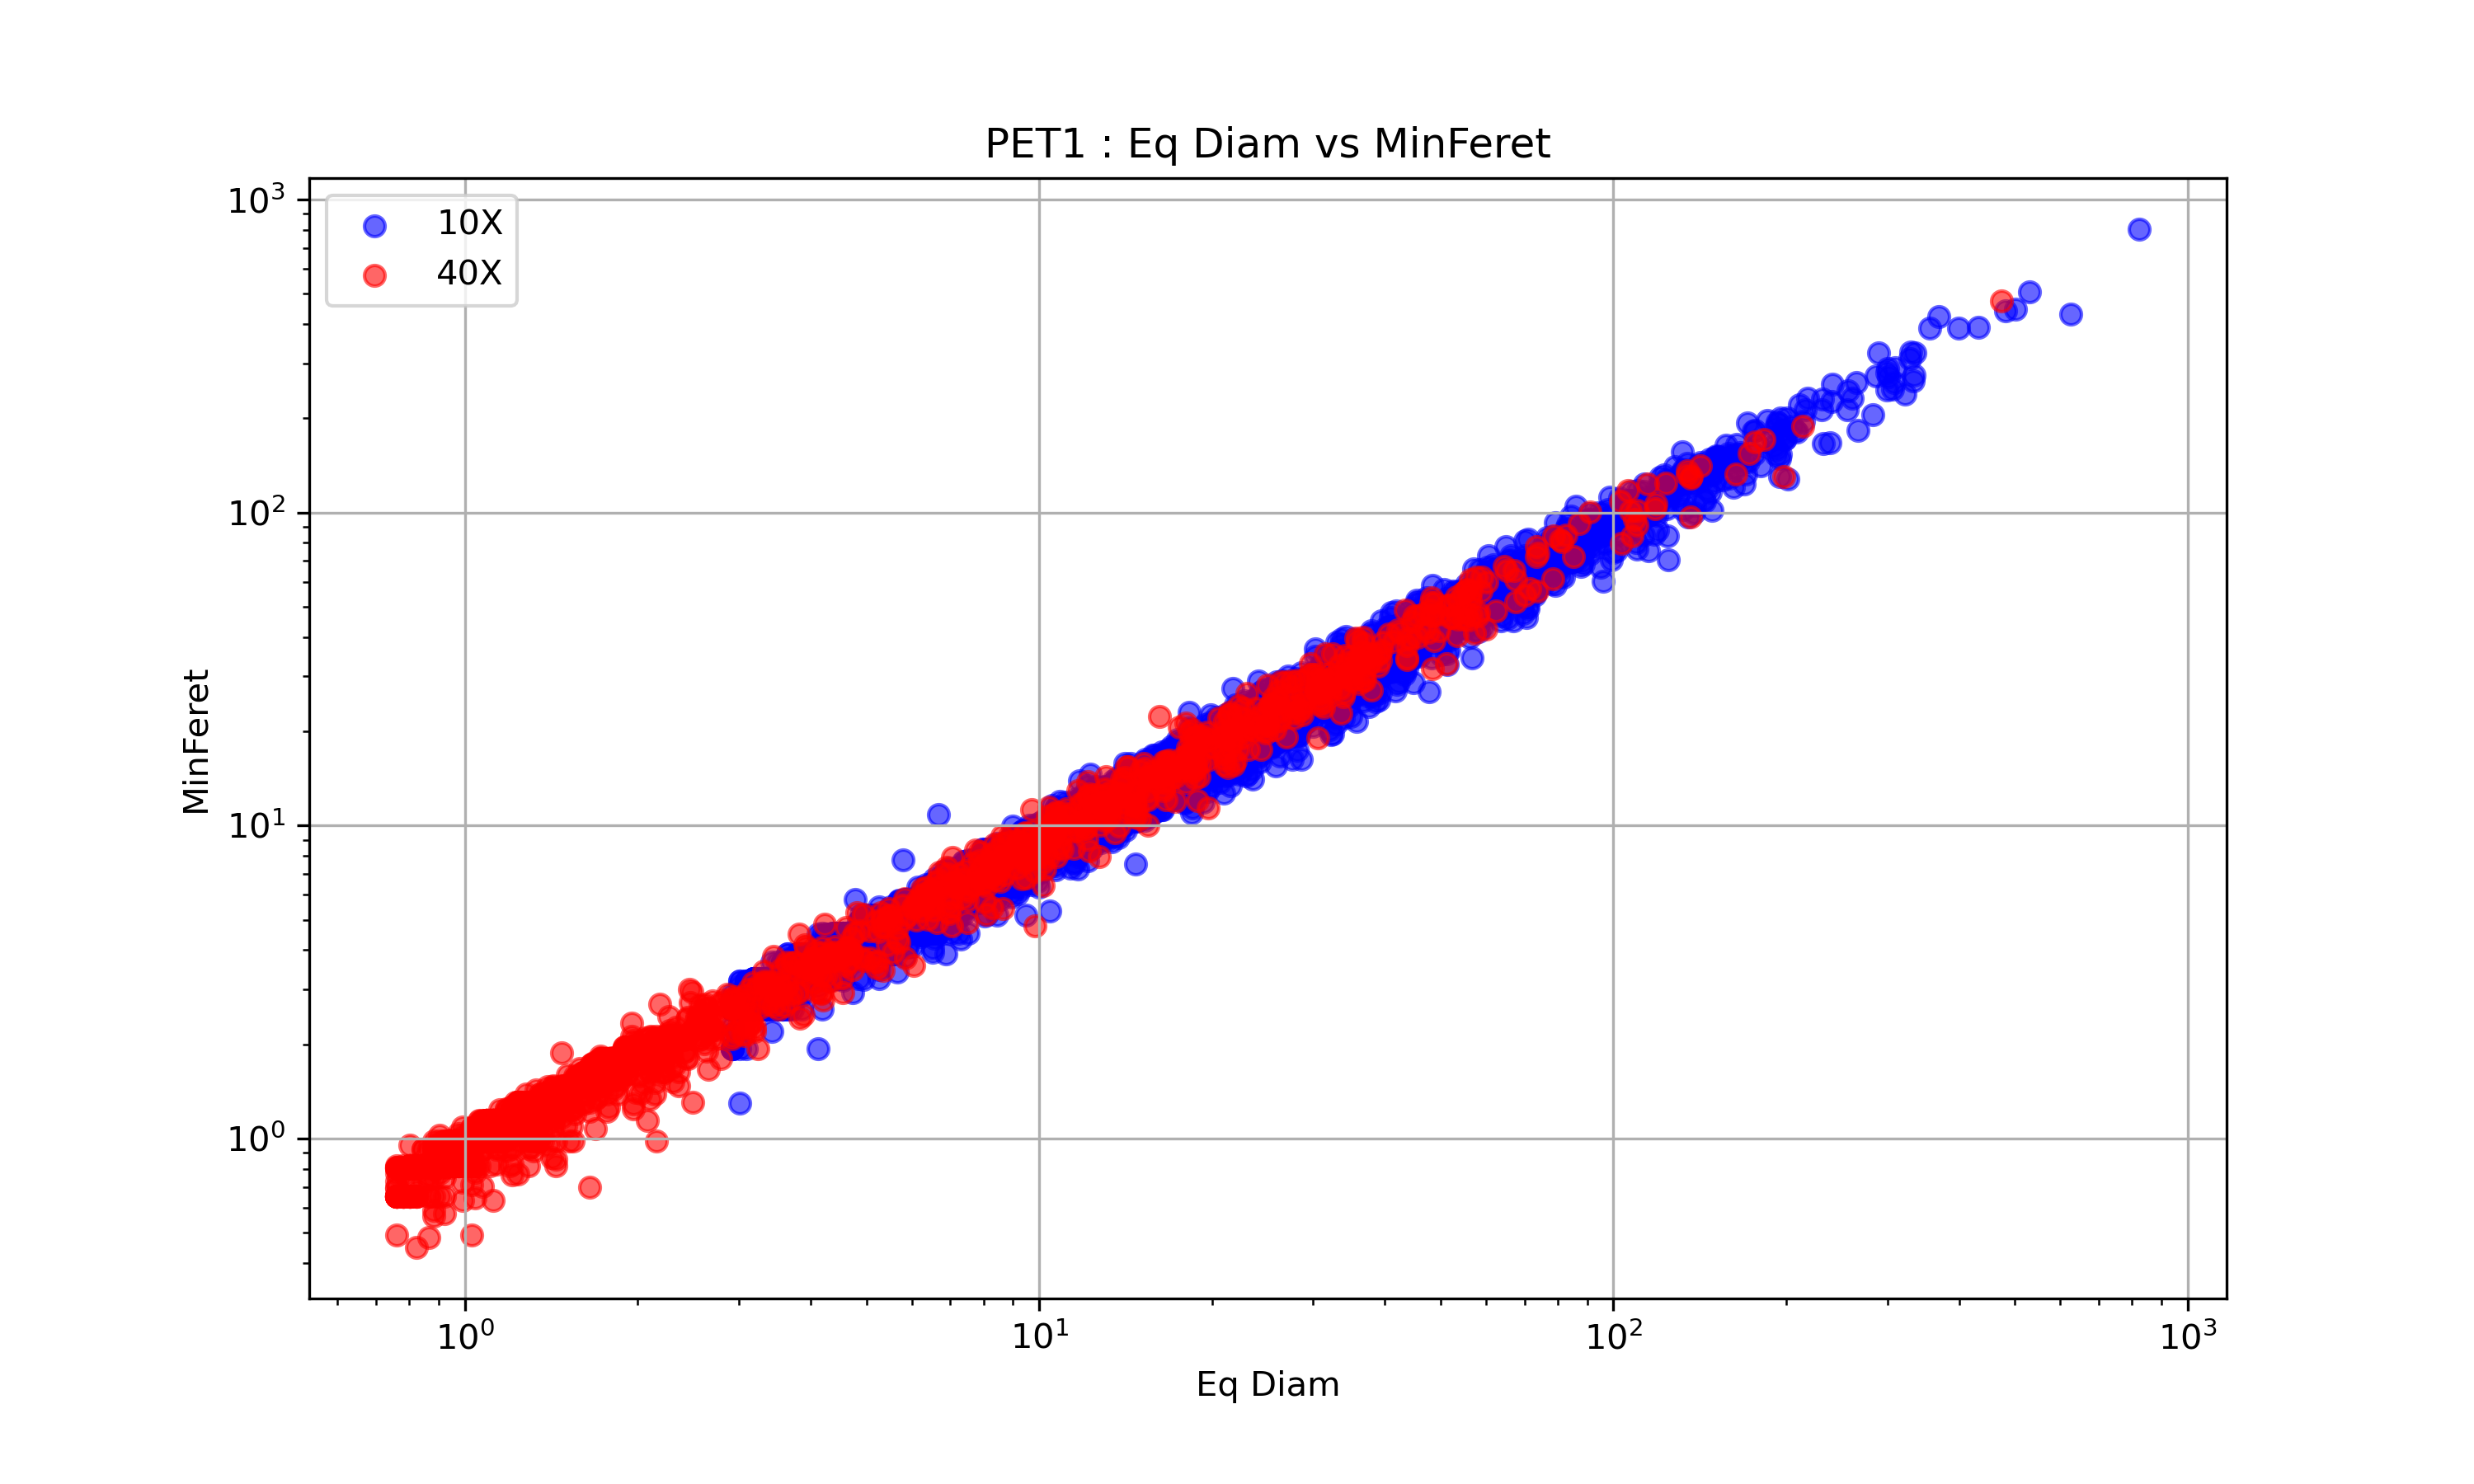 PET1 : Eq Diam vs MinFeret
10X
40X
10³
10²
10¹
10⁰
MinFeret
10⁰ 10¹ 10² 10³
Eq Diam